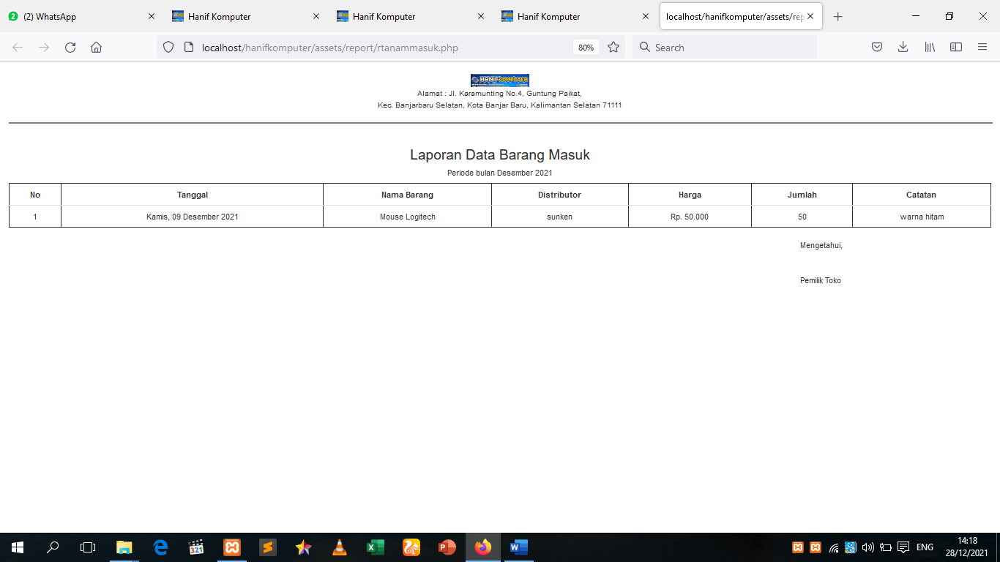 (2) WhatsApp
Hanif Komputer
Hanif Komputer
Hanif Komputer
localhost/hanifkomputer/assets/rep
localhost/hanifkomputer/assets/report/rtanammasuk.php
80%
Search
HANIF COMPUTER
Alamat : Jl. Karamunting No.4, Guntung Paikat,
Kec. Banjarbaru Selatan, Kota Banjar Baru, Kalimantan Selatan 71111
Laporan Data Barang Masuk
Periode bulan Desember 2021
No Tanggal Nama Barang Distributor Harga Jumlah Catatan
1 Kamis, 09 Desember 2021 Mouse Logitech sunken Rp. 50.000 50 warna hitam
Mengetahui,
Pemilik Toko
321
ENG
14:18
28/12/2021